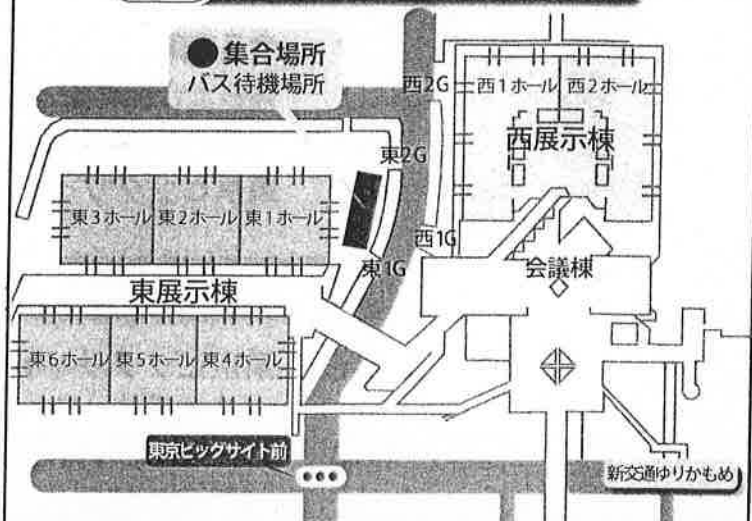 ● 集合場所
バス待機場所
西2G
西1ホール
西2ホール
西展示棟
東2G
東3ホール
東2ホール
東1ホール
西1G
東1G
会議棟
東展示棟
東6ホール
東5ホール
東4ホール
東京ビッグサイト前
新交通ゆりかもめ